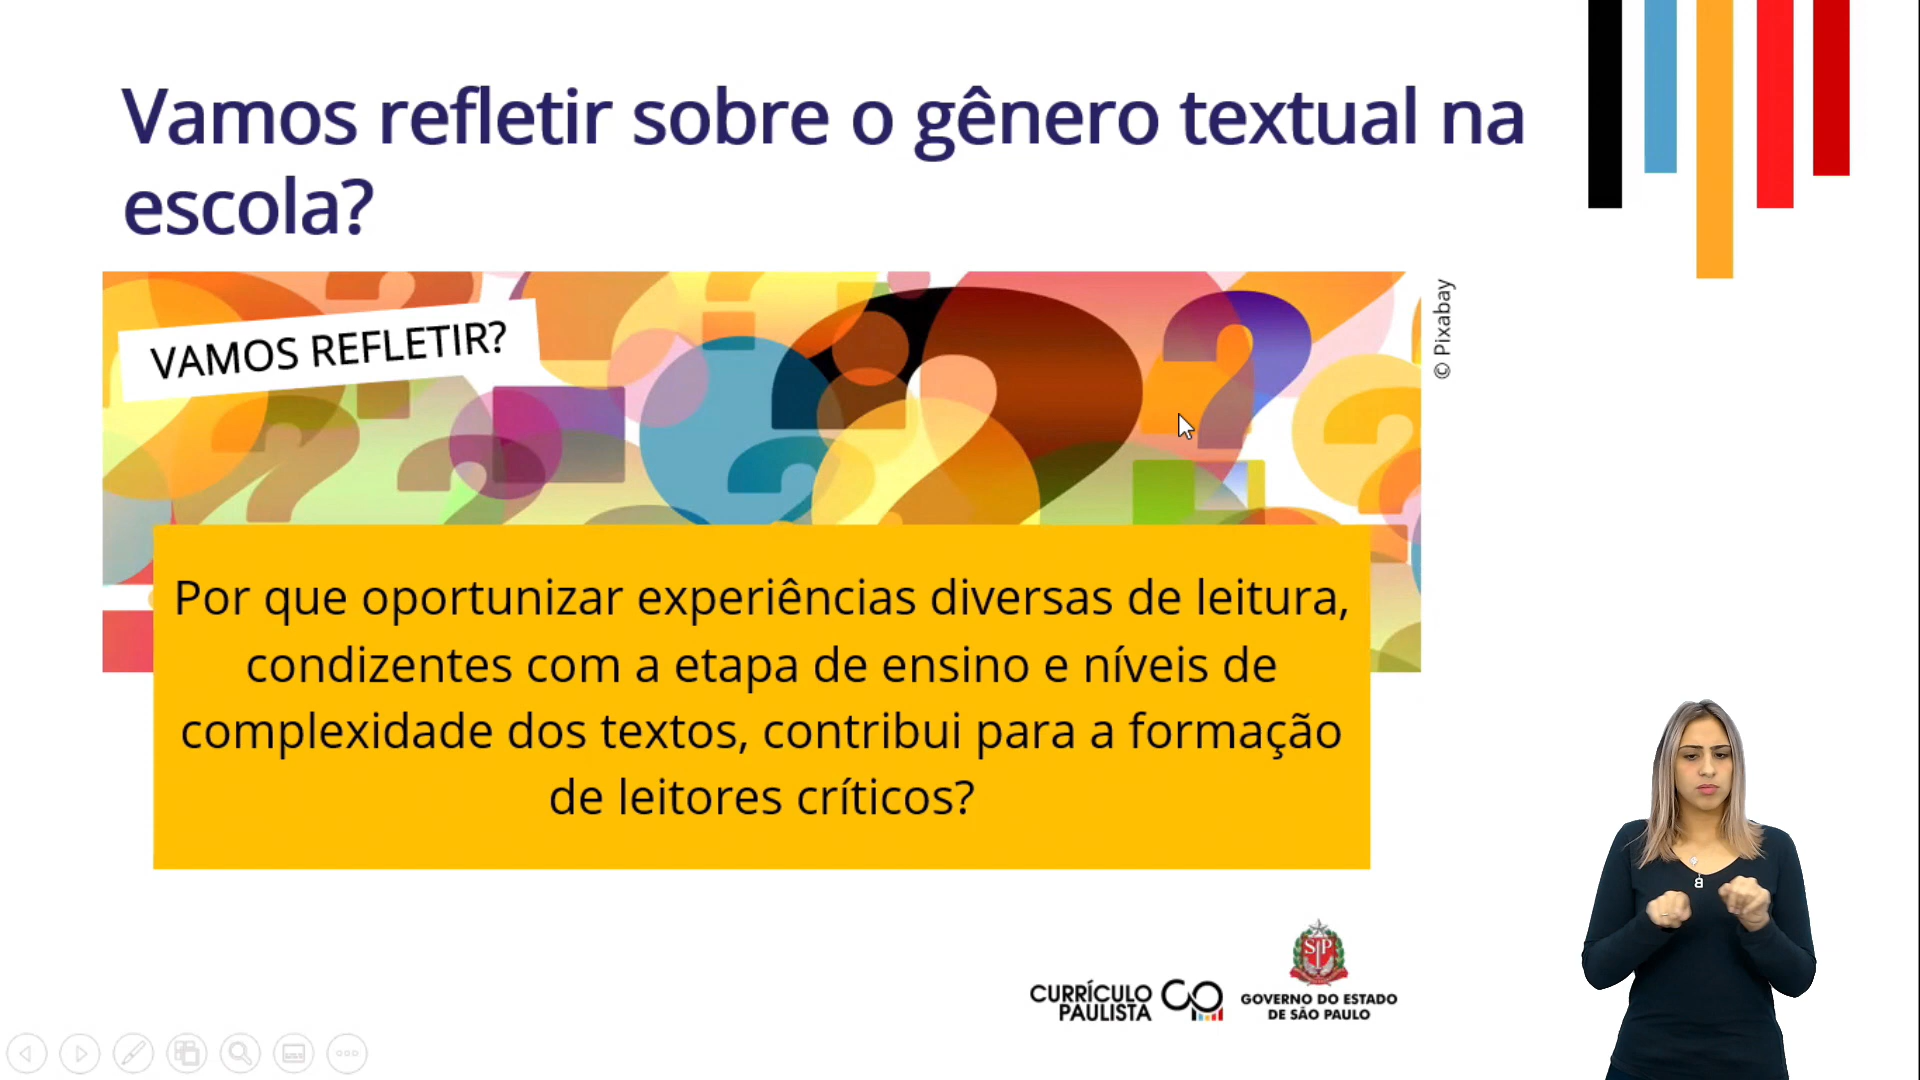 Vamos refletir sobre o gênero textual na
escola?
© Pixabay
VAMOS REFLETIR?
Por que oportunizar experiências diversas de leitura,
condizentes com a etapa de ensino e níveis de
complexidade dos textos, contribui para a formação
de leitores críticos?
CURRÍCULO
PAULISTA
SP
GOVERNO DO ESTADO
DE SÃO PAULO
B